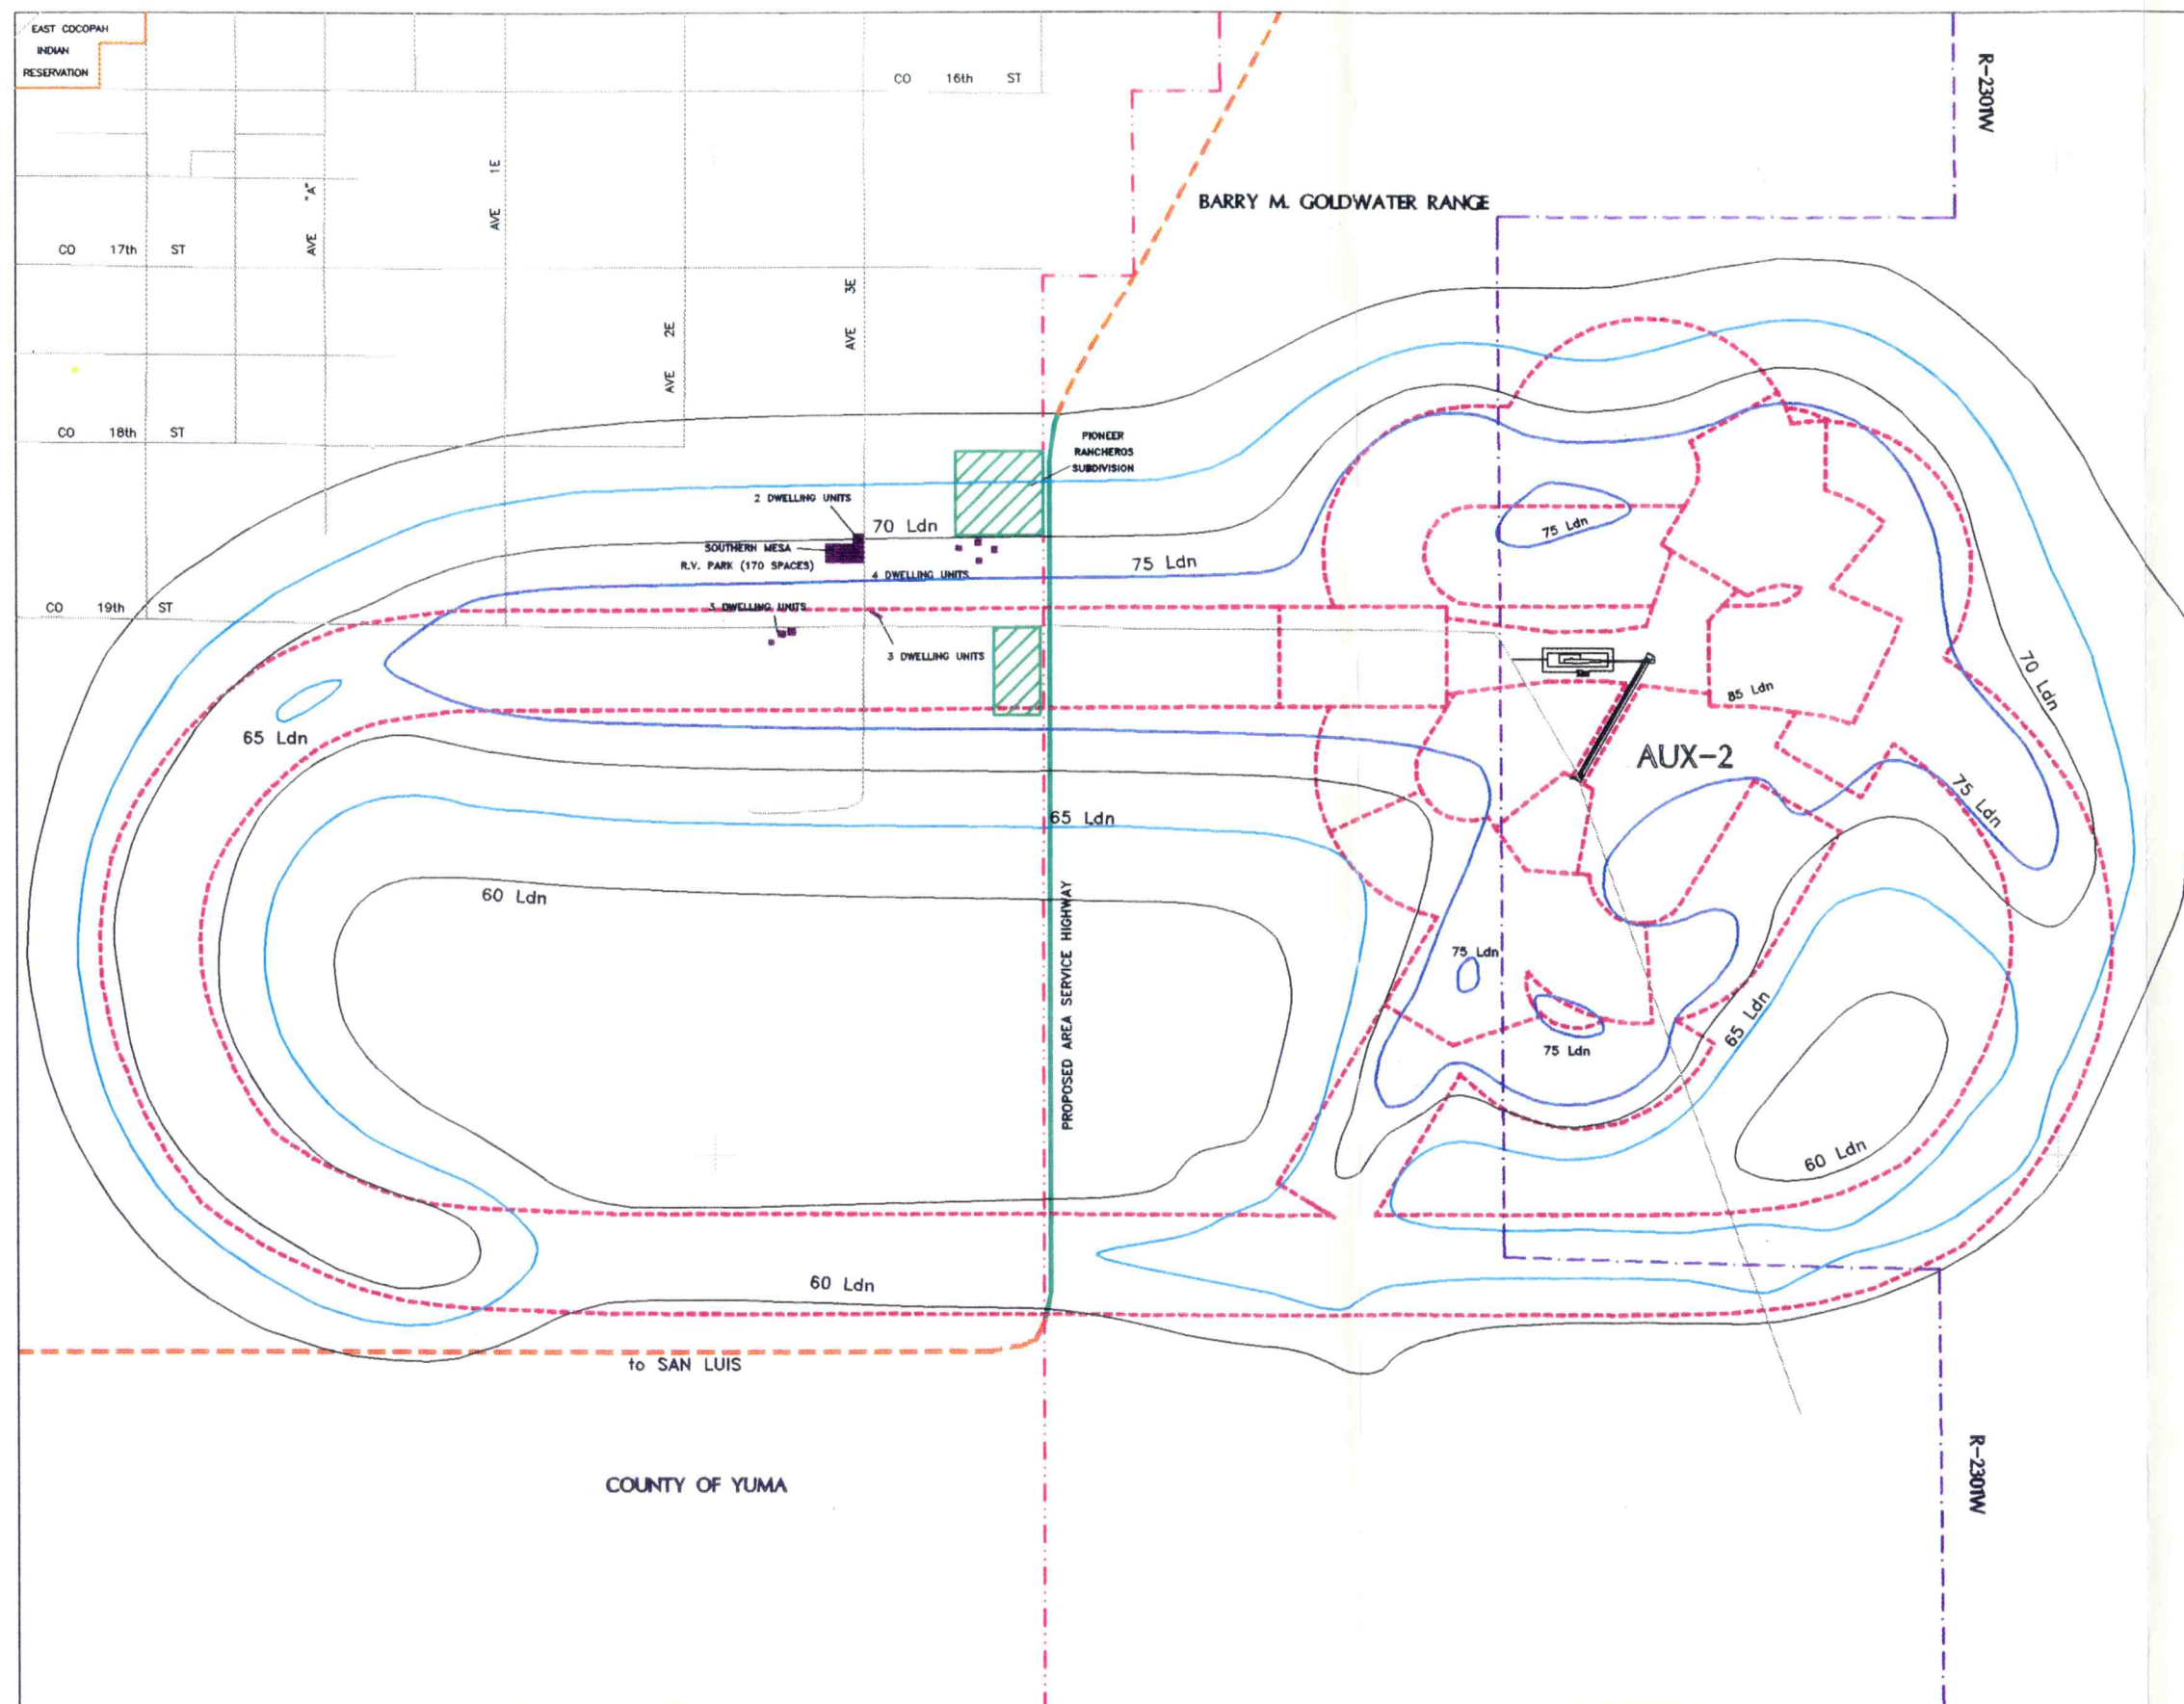 EAST COCOPAH
INDIAN
RESERVATION
CO 16th ST
R-2301W
AVE "A"
AVE 1E
BARRY M. GOLDWATER RANGE
CO 17th ST
AVE 2E
AVE 3E
CO 18th ST
PIONEER
RANCHEROS
SUBDIVISION
2 DWELLING UNITS
70 Ldn
75 Ldn
SOUTHERN MESA
R.V. PARK (170 SPACES)
75 Ldn
4 DWELLING UNITS
CO 19th ST
3 DWELLING UNITS
3 DWELLING UNITS
70 Ldn
85 Ldn
65 Ldn
AUX-2
75 Ldn
65 Ldn
60 Ldn
PROPOSED AREA SERVICE HIGHWAY
75 Ldn
65 Ldn
75 Ldn
60 Ldn
60 Ldn
to SAN LUIS
COUNTY OF YUMA
R-2301W